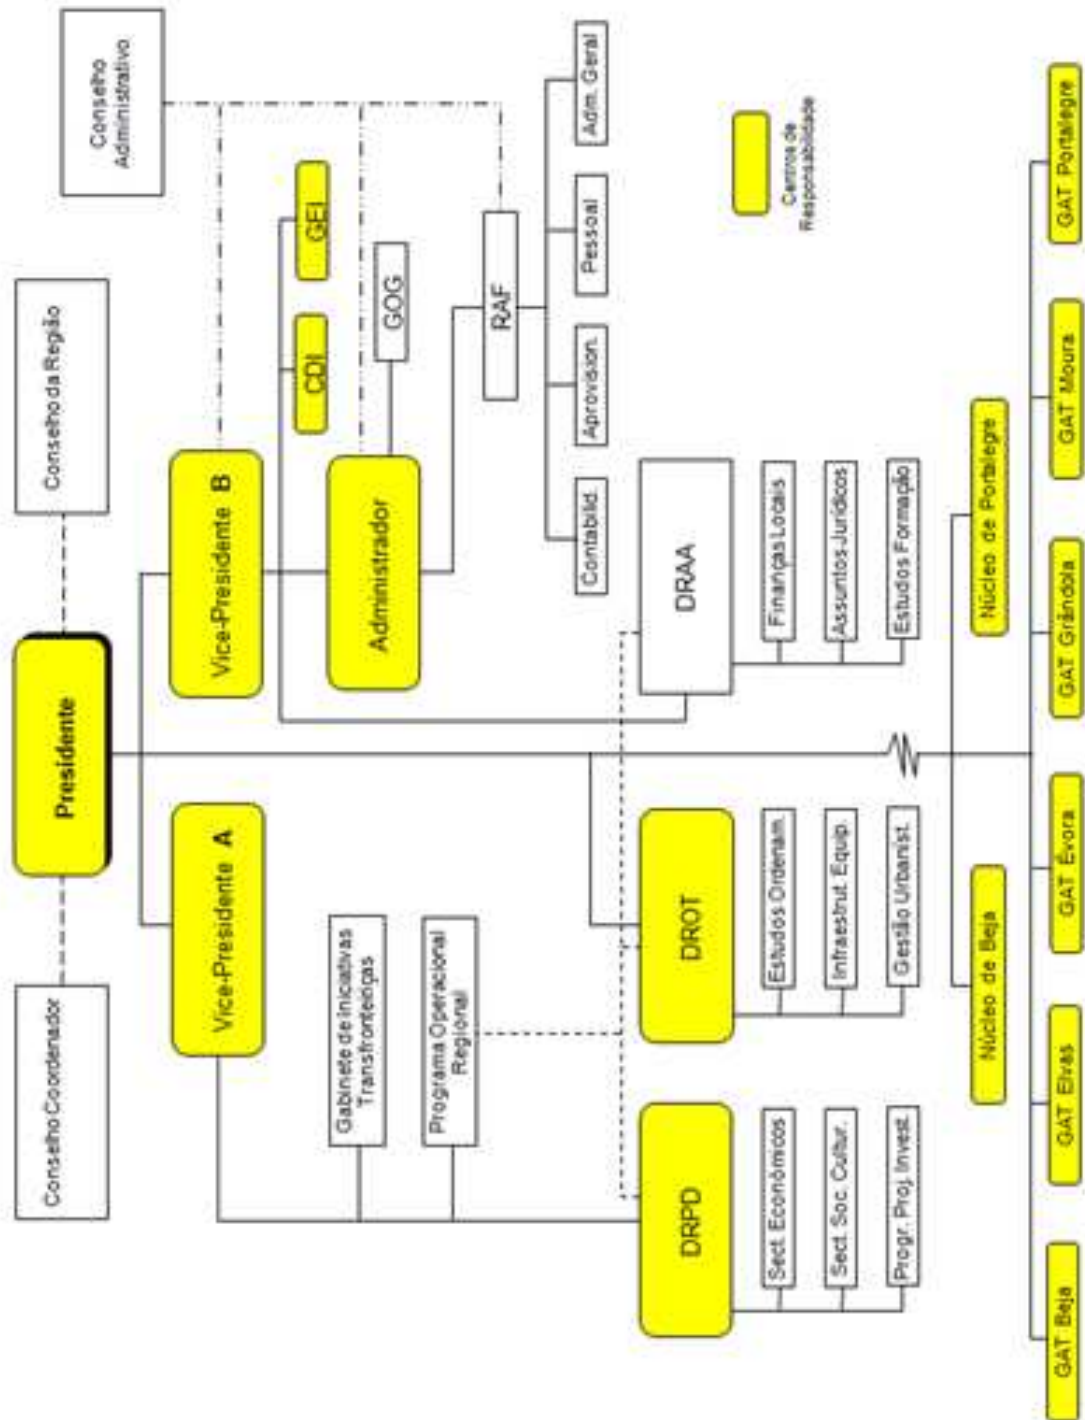 Conselho Coordenador
Presidente
Conselho da Região
Conselho
Administrativo
Vice-Presidente A
Vice-Presidente B
Gabinete de Iniciativas
Transfronteiriças
Programa Operacional
Regional
CDI
GEI
Administrador
GOG
RAF
Contabilid.
Aprovision.
Pessoal
Adm. Geral
DRPD
DROT
DRAA
Sect. Económicos
Sect. Soc. Cultur.
Progr. Proj. Invest.
Estudos Ordenam.
Infraestrut. Equip.
Gestão Urbanist.
Finanças Locais
Assuntos Jurídicos
Estudos Formação
Centros de
Responsabilidade
Núcleo de Beja
Núcleo de Portalegre
GAT Beja
GAT Elvas
GAT Évora
GAT Grândola
GAT Moura
GAT Portalegre